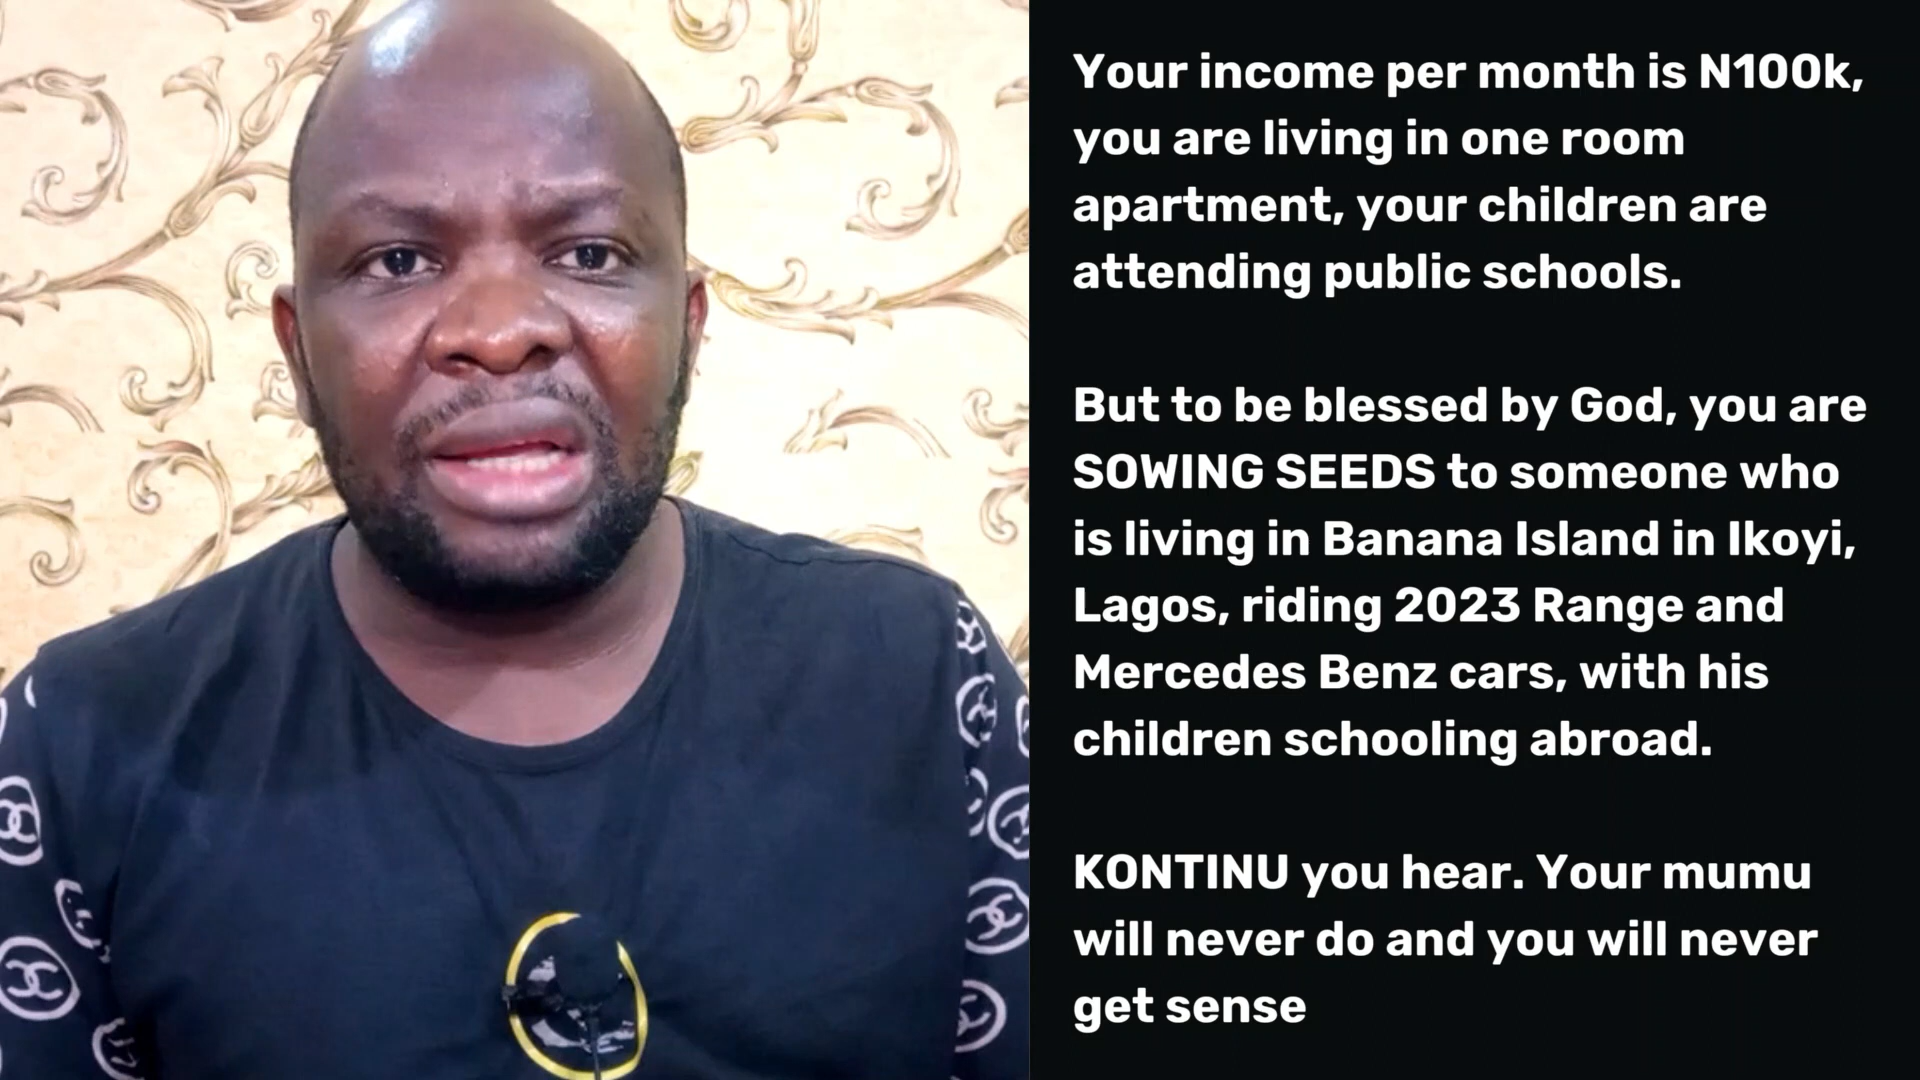 Your income per month is N100k,
you are living in one room
apartment, your children are
attending public schools.
But to be blessed by God, you are
SOWING SEEDS to someone who
is living in Banana Island in Ikoyi,
Lagos, riding 2023 Range and
Mercedes Benz cars, with his
children schooling abroad.
KONTINU you hear. Your mumu
will never do and you will never
get sense